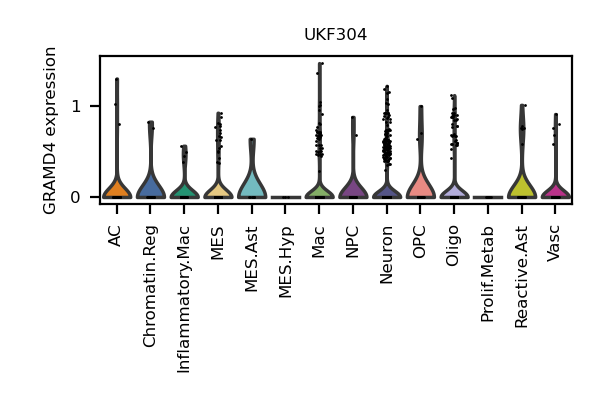 UKF304
GRAMD4 expression
1
0
AC
Chromatin.Reg
Inflammatory.Mac
MES
MES.Ast
MES.Hyp
Mac
NPC
Neuron
OPC
Oligo
Prolif.Metab
Reactive.Ast
Vasc